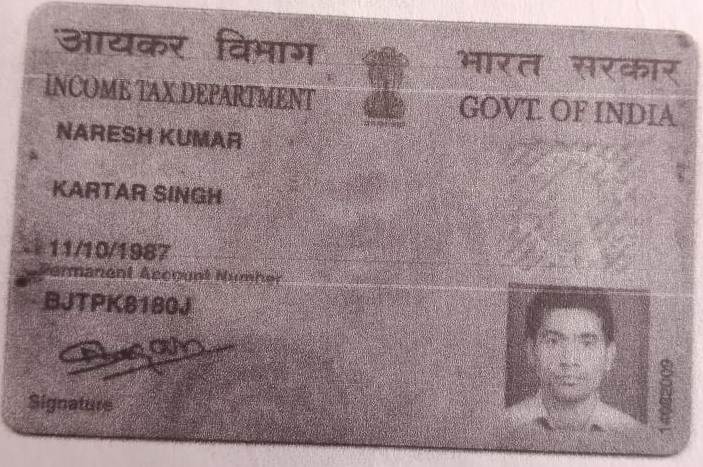 आयकर विभाग
INCOME TAX DEPARTMENT
भारत सरकार
GOVT. OF INDIA
NARESH KUMAR
KARTAR SINGH
11/10/1987
Permanent Account Number
BJTPK8180J
Signature